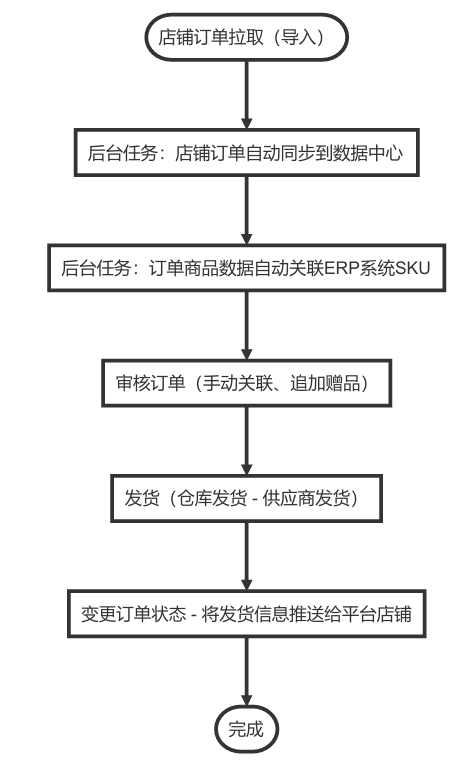 店铺订单拉取（导入）
后台任务：店铺订单自动同步到数据中心
后台任务：订单商品数据自动关联ERP系统SKU
审核订单（手动关联、追加赠品）
发货（仓库发货 - 供应商发货）
变更订单状态 - 将发货信息推送给平台店铺
完成